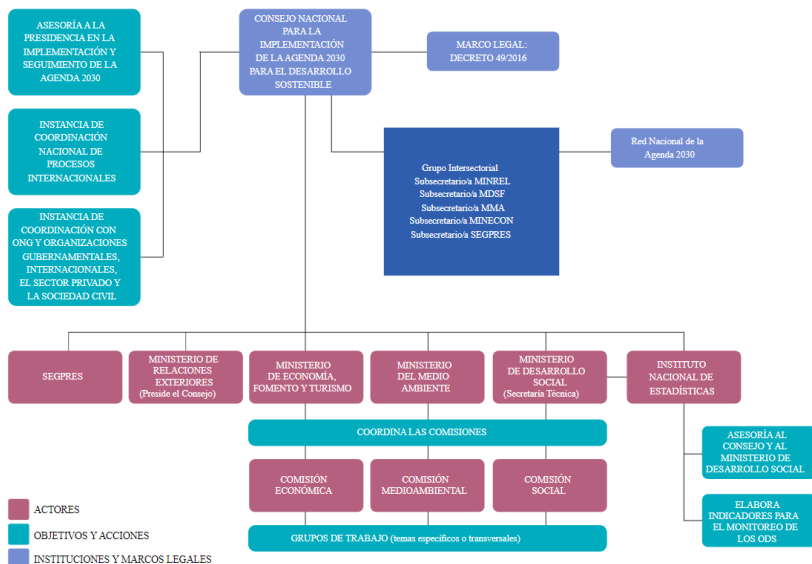 ASESORÍA A LA
PRESIDENCIA EN LA
IMPLEMENTACIÓN Y
SEGUIMIENTO DE LA
AGENDA 2030
CONSEJO NACIONAL
PARA LA
IMPLEMENTACIÓN
DE LA AGENDA 2030
PARA EL DESARROLLO
SOSTENIBLE
MARCO LEGAL:
DECRETO 49/2016
INSTANCIA DE
COORDINACIÓN
NACIONAL DE
PROCESOS
INTERNACIONALES
Grupo Intersectorial
Subsecretario/a MINREL
Subsecretario/a MDSF
Subsecretario/a MMA
Subsecretario/a MINECON
Subsecretario/a SEGPRES
Red Nacional de la
Agenda 2030
INSTANCIA DE
COORDINACIÓN CON
ONG Y ORGANIZACIONES
GUBERNAMENTALES,
INTERNACIONALES,
EL SECTOR PRIVADO Y
LA SOCIEDAD CIVIL
SEGPRES
MINISTERIO DE
RELACIONES
EXTERIORES
(Preside el Consejo)
MINISTERIO
DE ECONOMÍA,
FOMENTO Y TURISMO
MINISTERIO
DEL MEDIO
AMBIENTE
MINISTERIO
DE DESARROLLO
SOCIAL
(Secretaría Técnica)
INSTITUTO
NACIONAL DE
ESTADÍSTICAS
COORDINA LAS COMISIONES
ASESORÍA AL
CONSEJO Y AL
MINISTERIO DE
DESARROLLO SOCIAL
COMISIÓN
ECONÓMICA
COMISIÓN
MEDIOAMBIENTAL
COMISIÓN
SOCIAL
ELABORA
INDICADORES PARA
EL MONITOREO DE
LOS ODS
GRUPOS DE TRABAJO (temas específicos o transversales)
ACTORES
OBJETIVOS Y ACCIONES
INSTITUCIONES Y MARCOS LEGALES